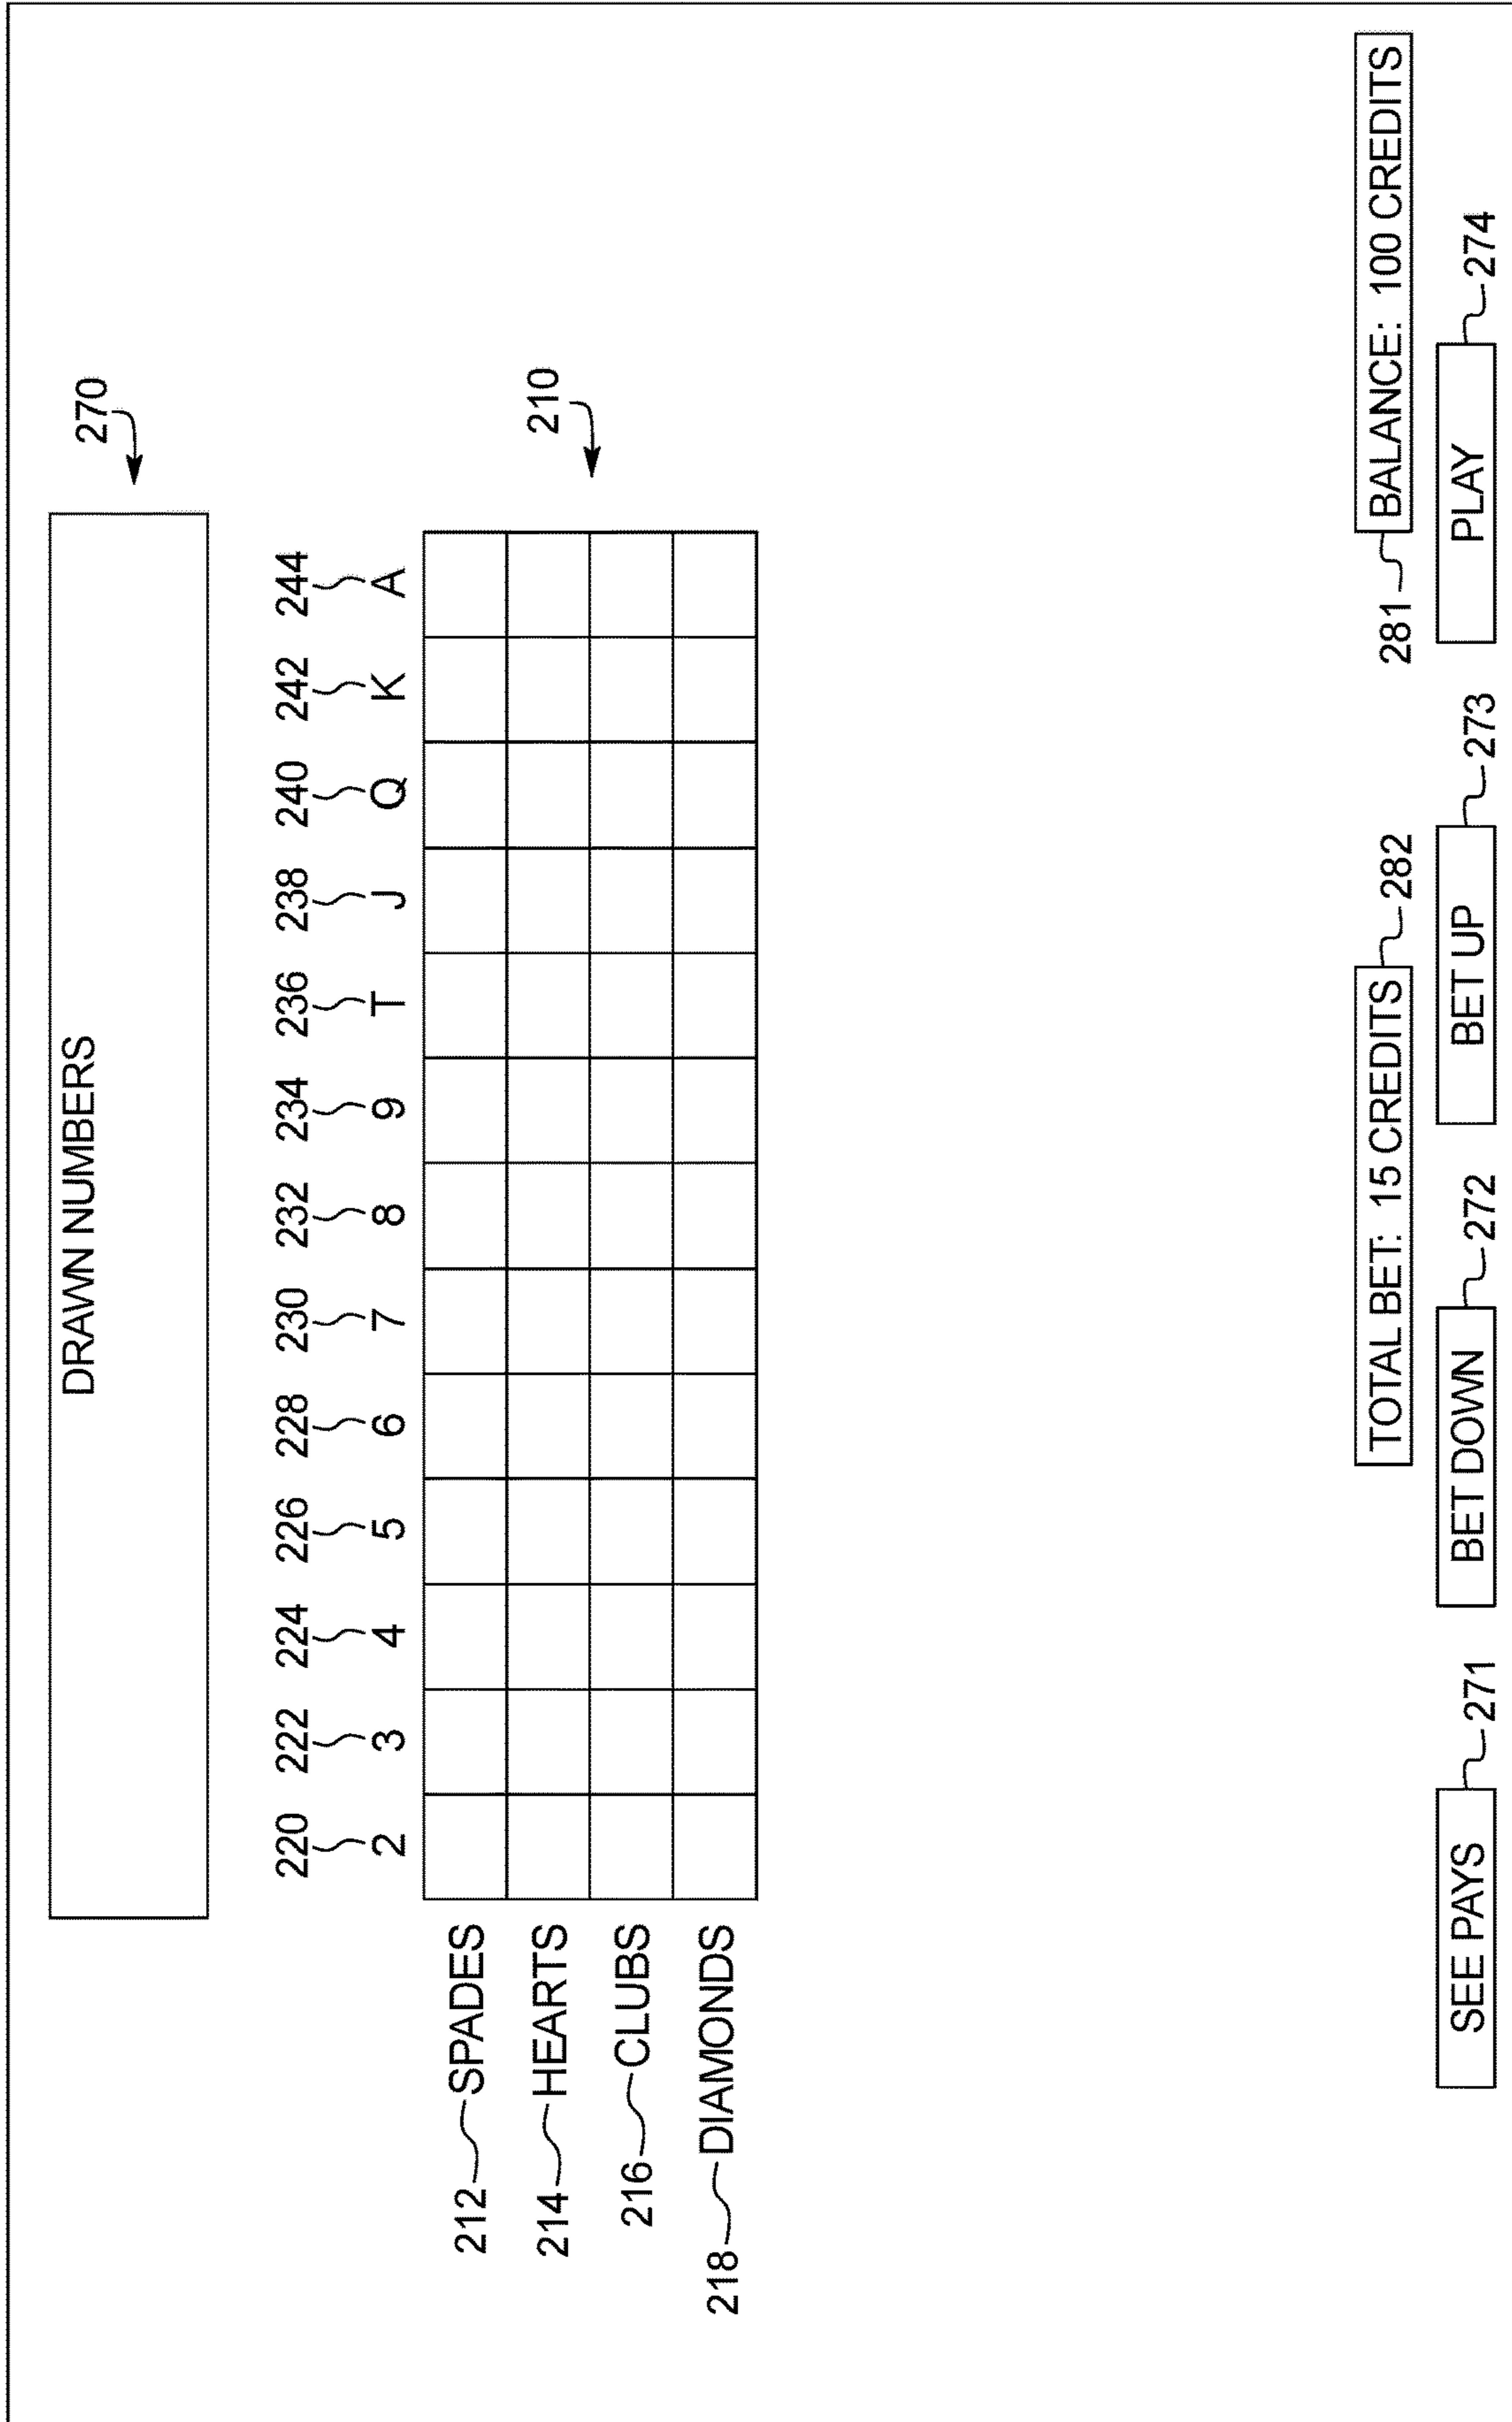 DRAWN NUMBERS
270
220 222 224 226 228 230 232 234 236 238 240 242 244
2 3 4 5 6 7 8 9 T J Q K A
212 SPADES
214 HEARTS
210
216 CLUBS
218 DIAMONDS
TOTAL BET: 15 CREDITS 282
281 BALANCE: 100 CREDITS
SEE PAYS 271
BET DOWN 272
BET UP 273
PLAY 274